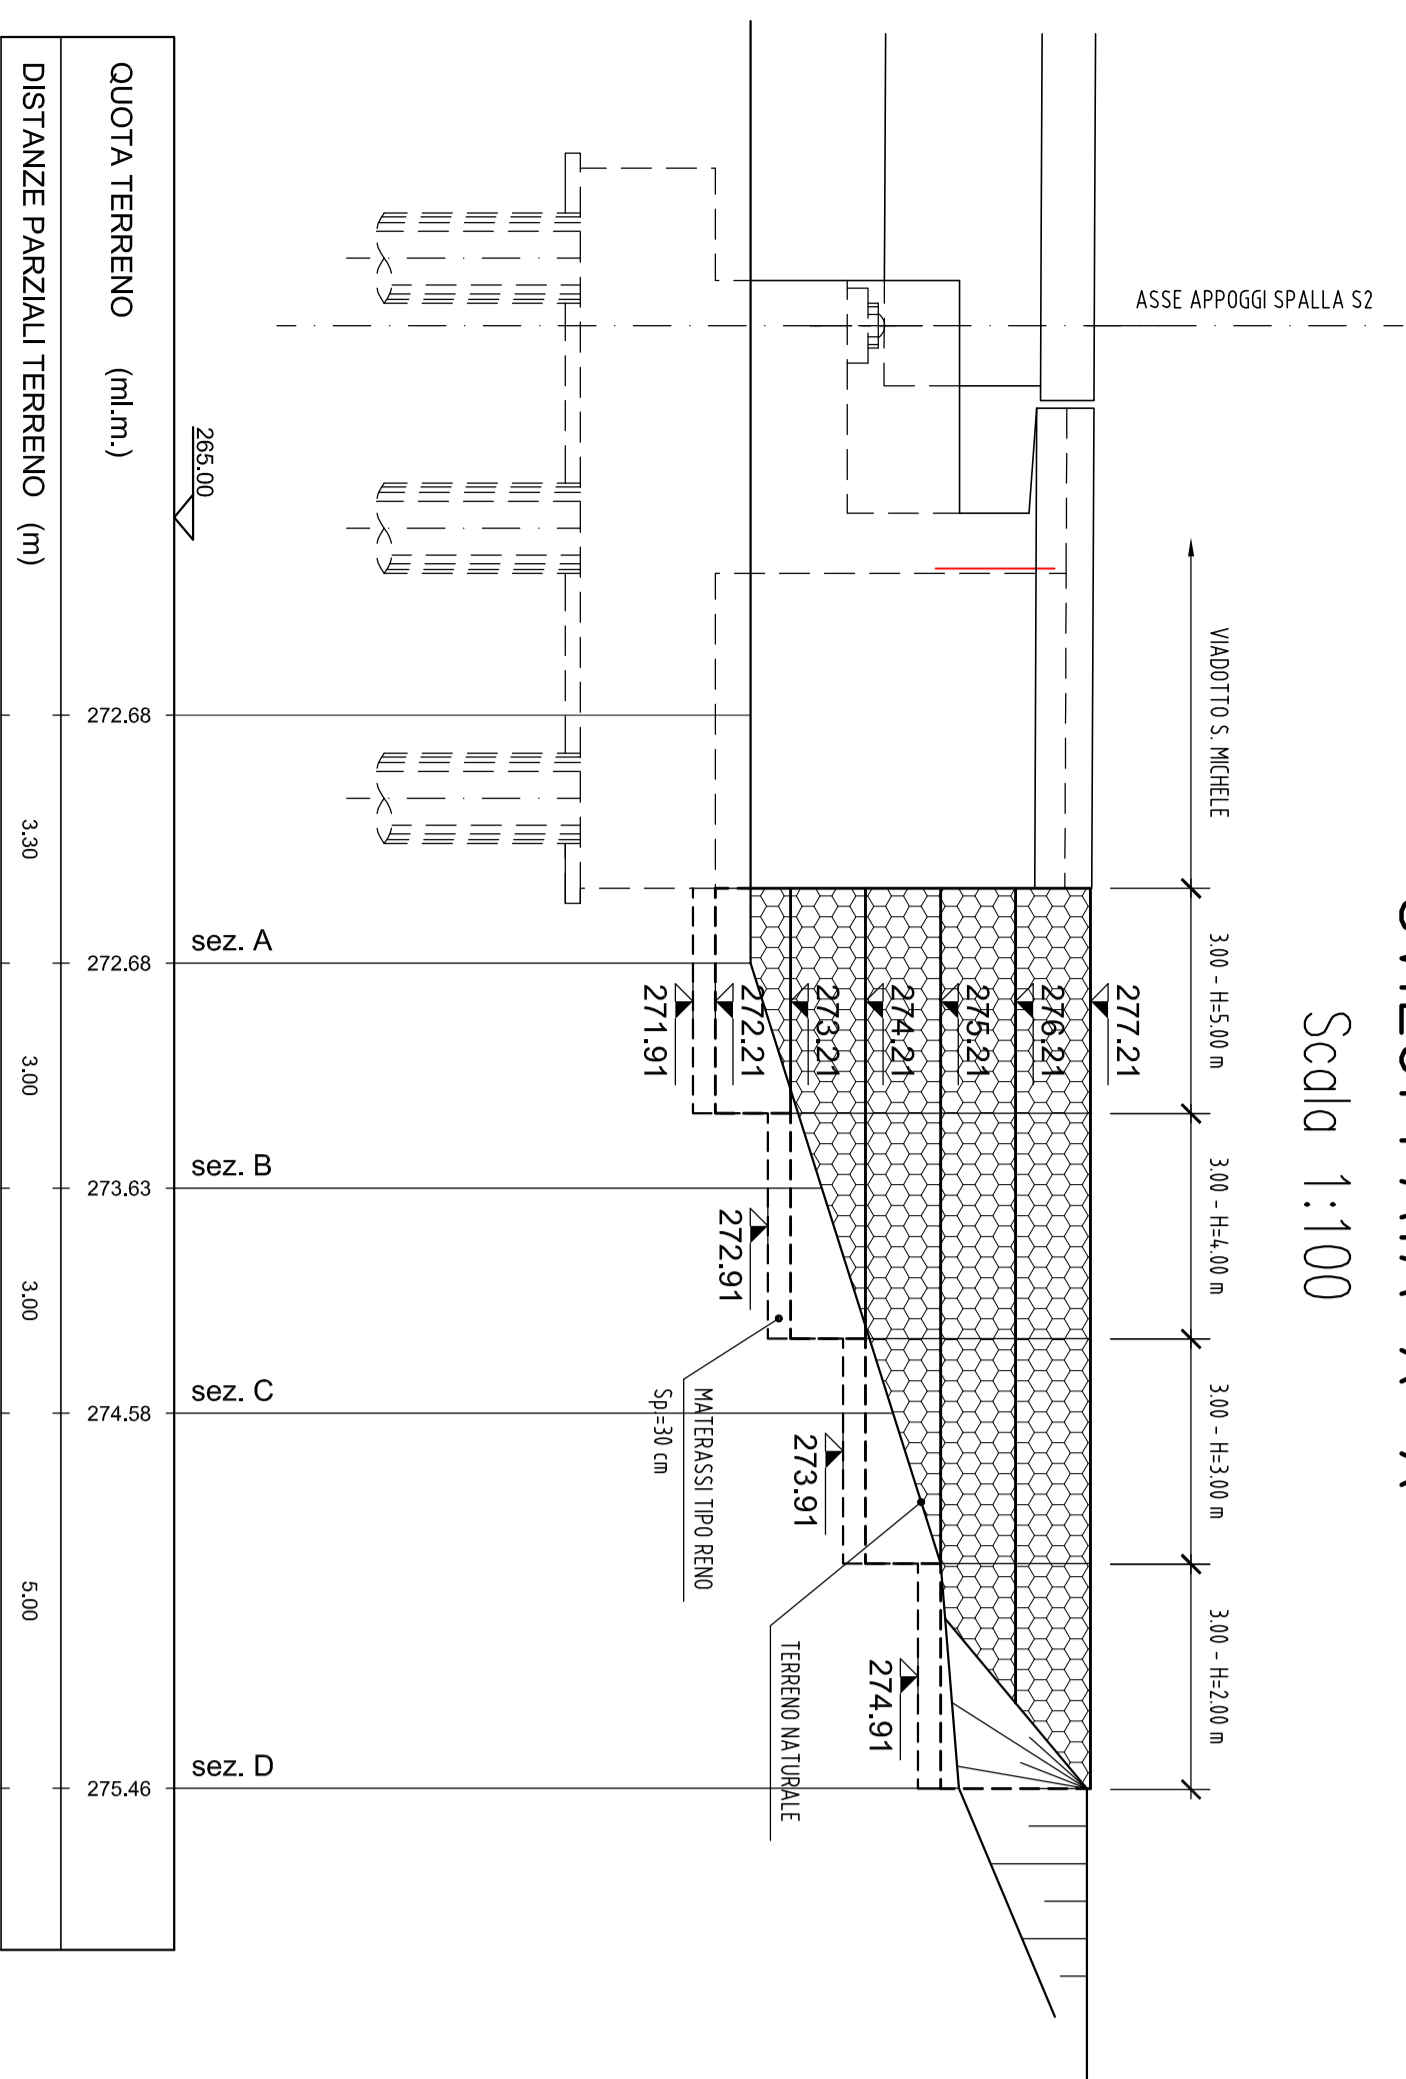 Scala 1:100
ASSE APPOGGI SPALLA S2
VIADOTTO S. MICHELE
3.00 - H=5.00 m
3.00 - H=4.00 m
3.00 - H=3.00 m
3.00 - H=2.00 m
277.21
276.21
275.21
274.21
273.21
272.21
271.91
272.91
273.91
274.91
MATERASSI TIPO RENO
Sp.=30 cm
TERRENO NATURALE
265.00
sez. A
sez. B
sez. C
sez. D
QUOTA TERRENO (ml.m.)
272.68
272.68
273.63
274.58
275.46
DISTANZE PARZIALI TERRENO (m)
3.30
3.00
3.00
5.00